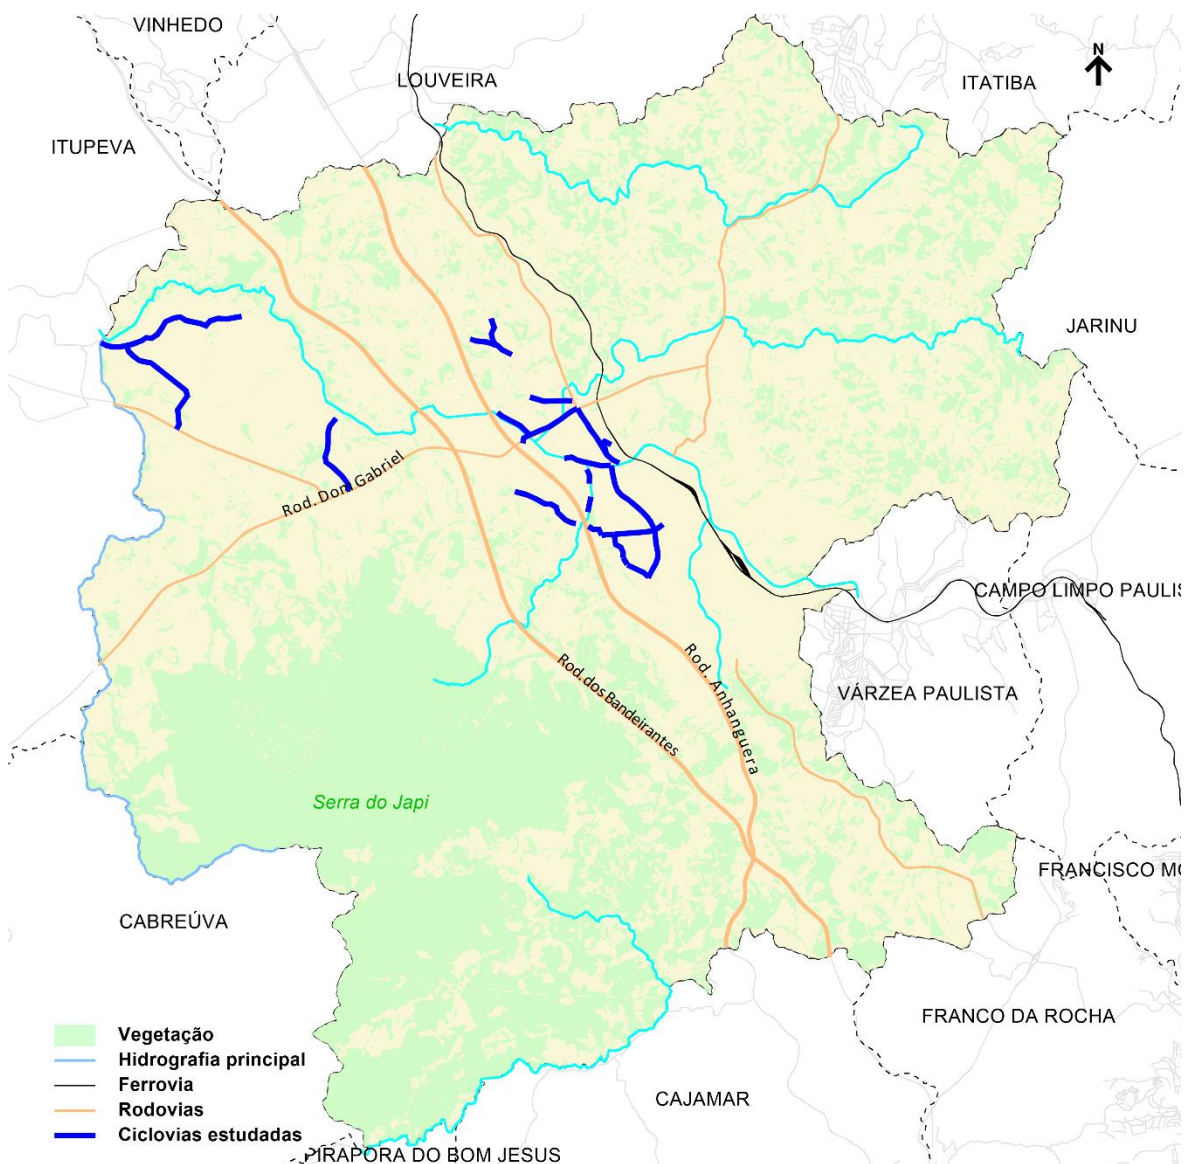 VINHEDO
N
LOUVEIRA
ITATIBA
ITUPEVA
JARINU
Rod. Dom Gabriel
CAMPO LIMPO PAULIS
Rod. dos Bandeirantes
Rod. Anhanguera
VÁRZEA PAULISTA
Serra do Japi
FRANCISCO MO
CABREÚVA
FRANCO DA ROCHA
Vegetação
Hidrografia principal
Ferrovia
Rodovias
Ciclovias estudadas
CAJAMAR
PIRAPORA DO BOM JESUS